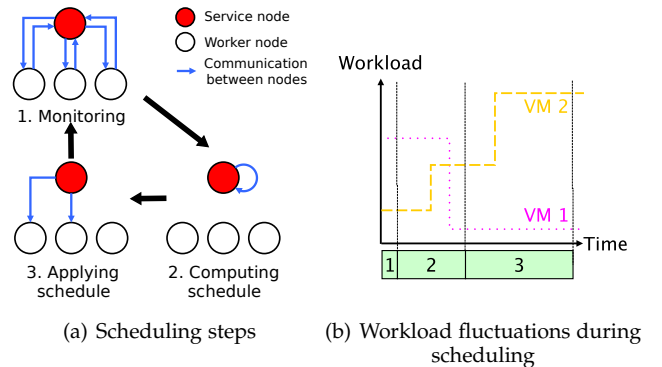 Service node
Worker node
Communication
between nodes
1. Monitoring
3. Applying
schedule
2. Computing
schedule
(a) Scheduling steps
Workload
VM 2
VM 1
Time
1 2 3
(b) Workload fluctuations during
scheduling